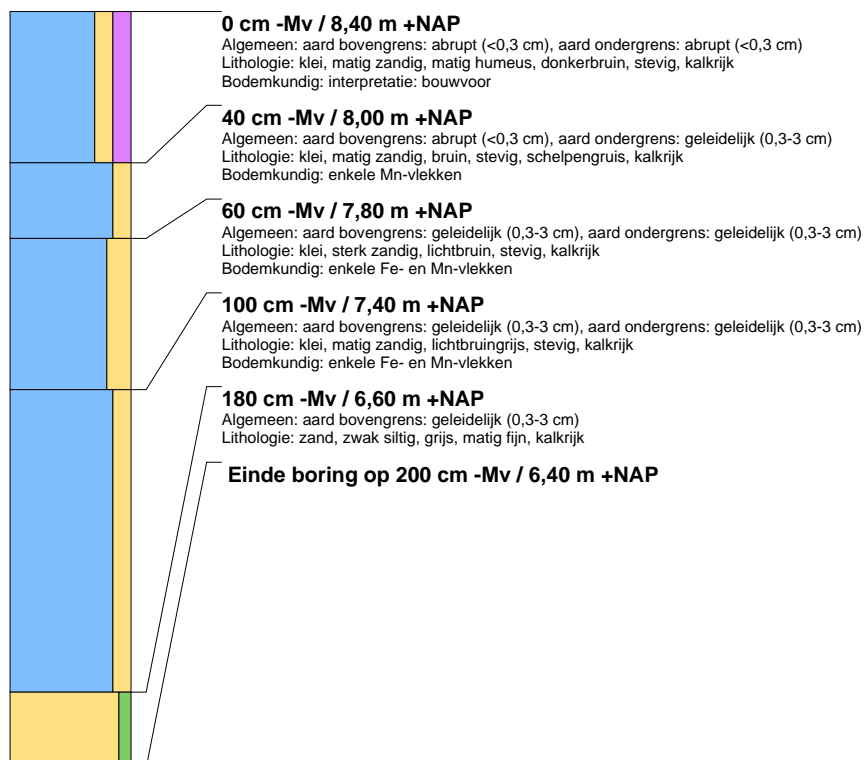 0 cm -Mv / 8,40 m +NAP
Algemeen: aard bovengrens: abrupt (<0,3 cm), aard ondergrens: abrupt (<0,3 cm)
Lithologie: klei, matig zandig, matig humeus, donkerbruin, stevig, kalkrijk
Bodemkundig: interpretatie: bouwvoor
40 cm -Mv / 8,00 m +NAP
Algemeen: aard bovengrens: abrupt (<0,3 cm), aard ondergrens: geleidelijk (0,3-3 cm)
Lithologie: klei, matig zandig, bruin, stevig, schelpengruis, kalkrijk
Bodemkundig: enkele Mn-vlekken
60 cm -Mv / 7,80 m +NAP
Algemeen: aard bovengrens: geleidelijk (0,3-3 cm), aard ondergrens: geleidelijk (0,3-3 cm)
Lithologie: klei, sterk zandig, lichtbruin, stevig, kalkrijk
Bodemkundig: enkele Fe- en Mn-vlekken
100 cm -Mv / 7,40 m +NAP
Algemeen: aard bovengrens: geleidelijk (0,3-3 cm), aard ondergrens: geleidelijk (0,3-3 cm)
Lithologie: klei, matig zandig, lichtbruingrijs, stevig, kalkrijk
Bodemkundig: enkele Fe- en Mn-vlekken
180 cm -Mv / 6,60 m +NAP
Algemeen: aard bovengrens: geleidelijk (0,3-3 cm)
Lithologie: zand, zwak siltig, grijs, matig fijn, kalkrijk
Einde boring op 200 cm -Mv / 6,40 m +NAP